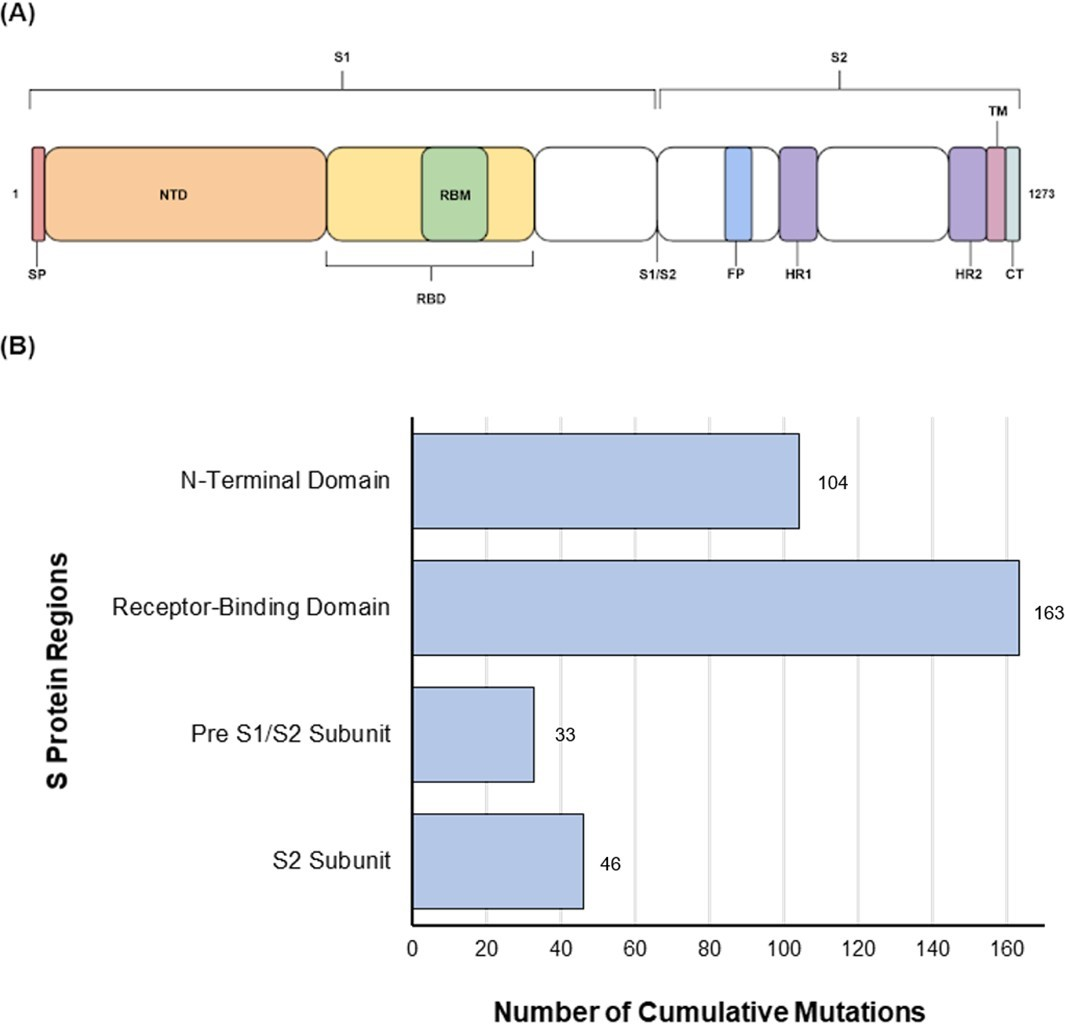 (A)
S1
S2
TM
1
NTD
RBM
1273
SP
S1/S2
FP
HR1
HR2
CT
RBD
(B)
S Protein Regions
N-Terminal Domain
104
Receptor-Binding Domain
163
Pre S1/S2 Subunit
33
S2 Subunit
46
0 20 40 60 80 100 120 140 160
Number of Cumulative Mutations